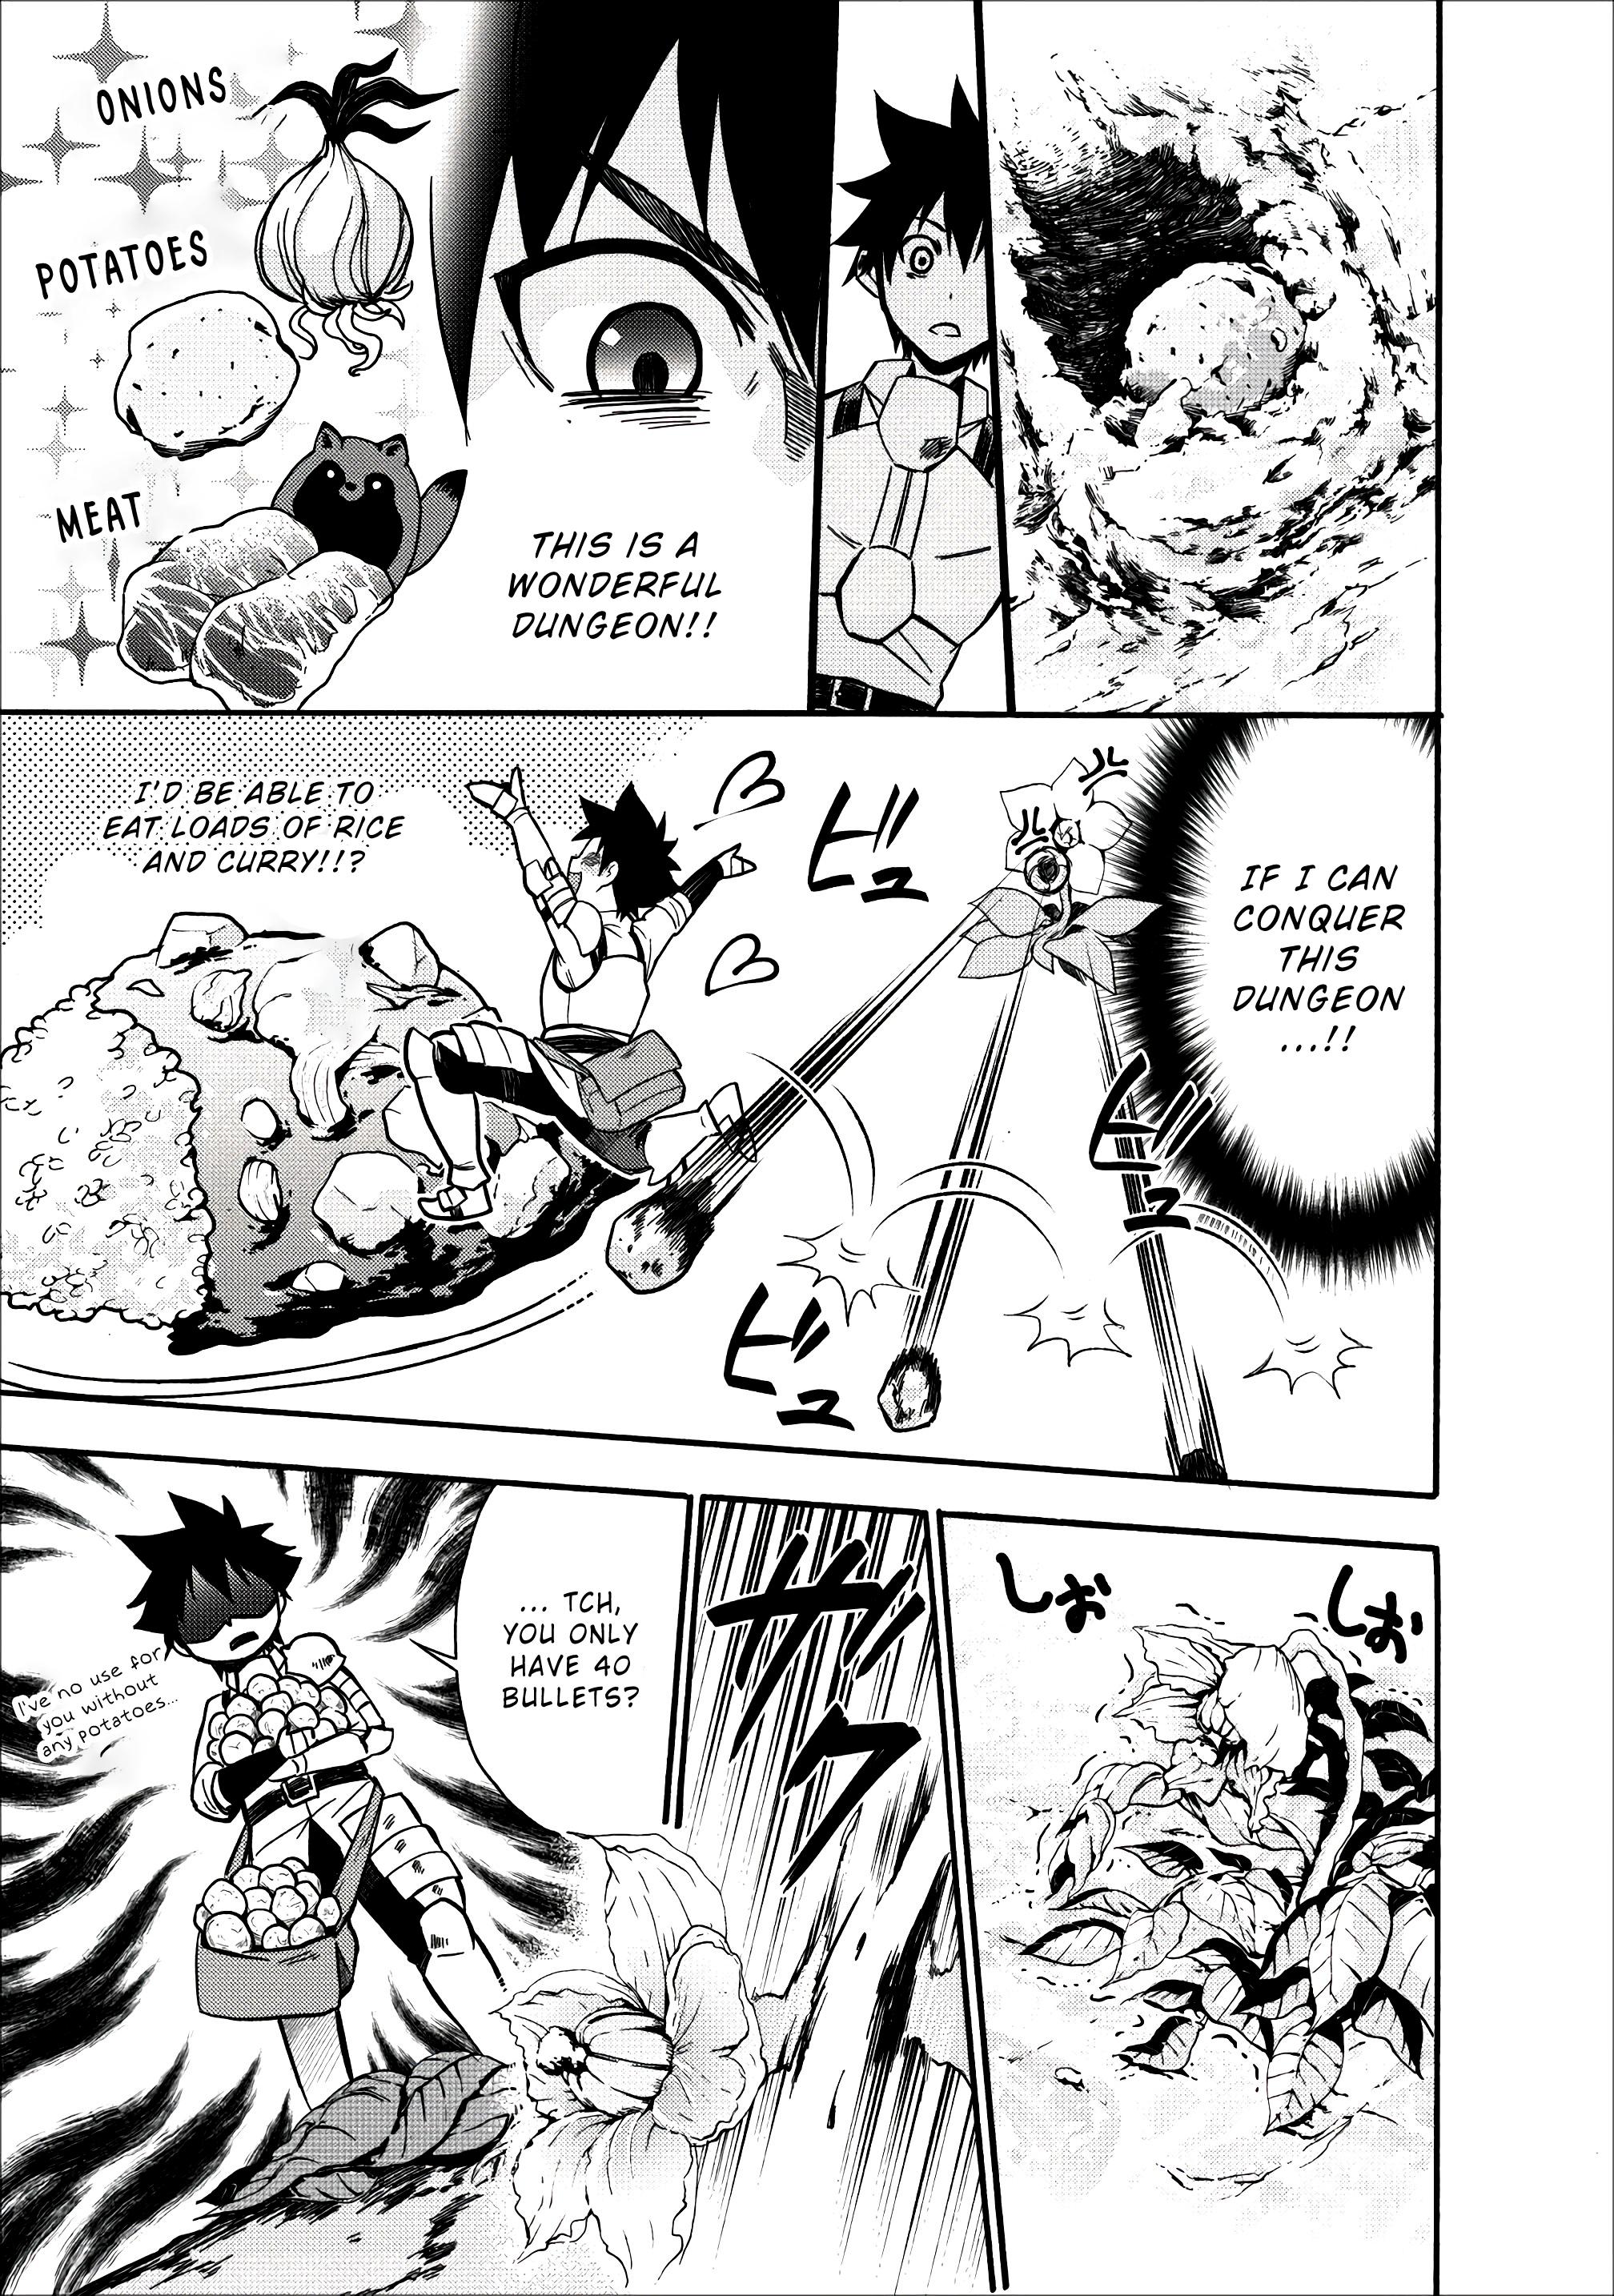 ONIONS
POTATOES
MEAT
THIS IS A
WONDERFUL
DUNGEON!!
IF I CAN
CONQUER
THIS
DUNGEON
...!!
ビュ
ビュ
ビュ
I'D BE ABLE TO
EAT LOADS OF RICE
AND CURRY!!?
しお
しお
ザク
... TCH,
YOU ONLY
HAVE 40
BULLETS?
I've no use for
you without
any potatoes...